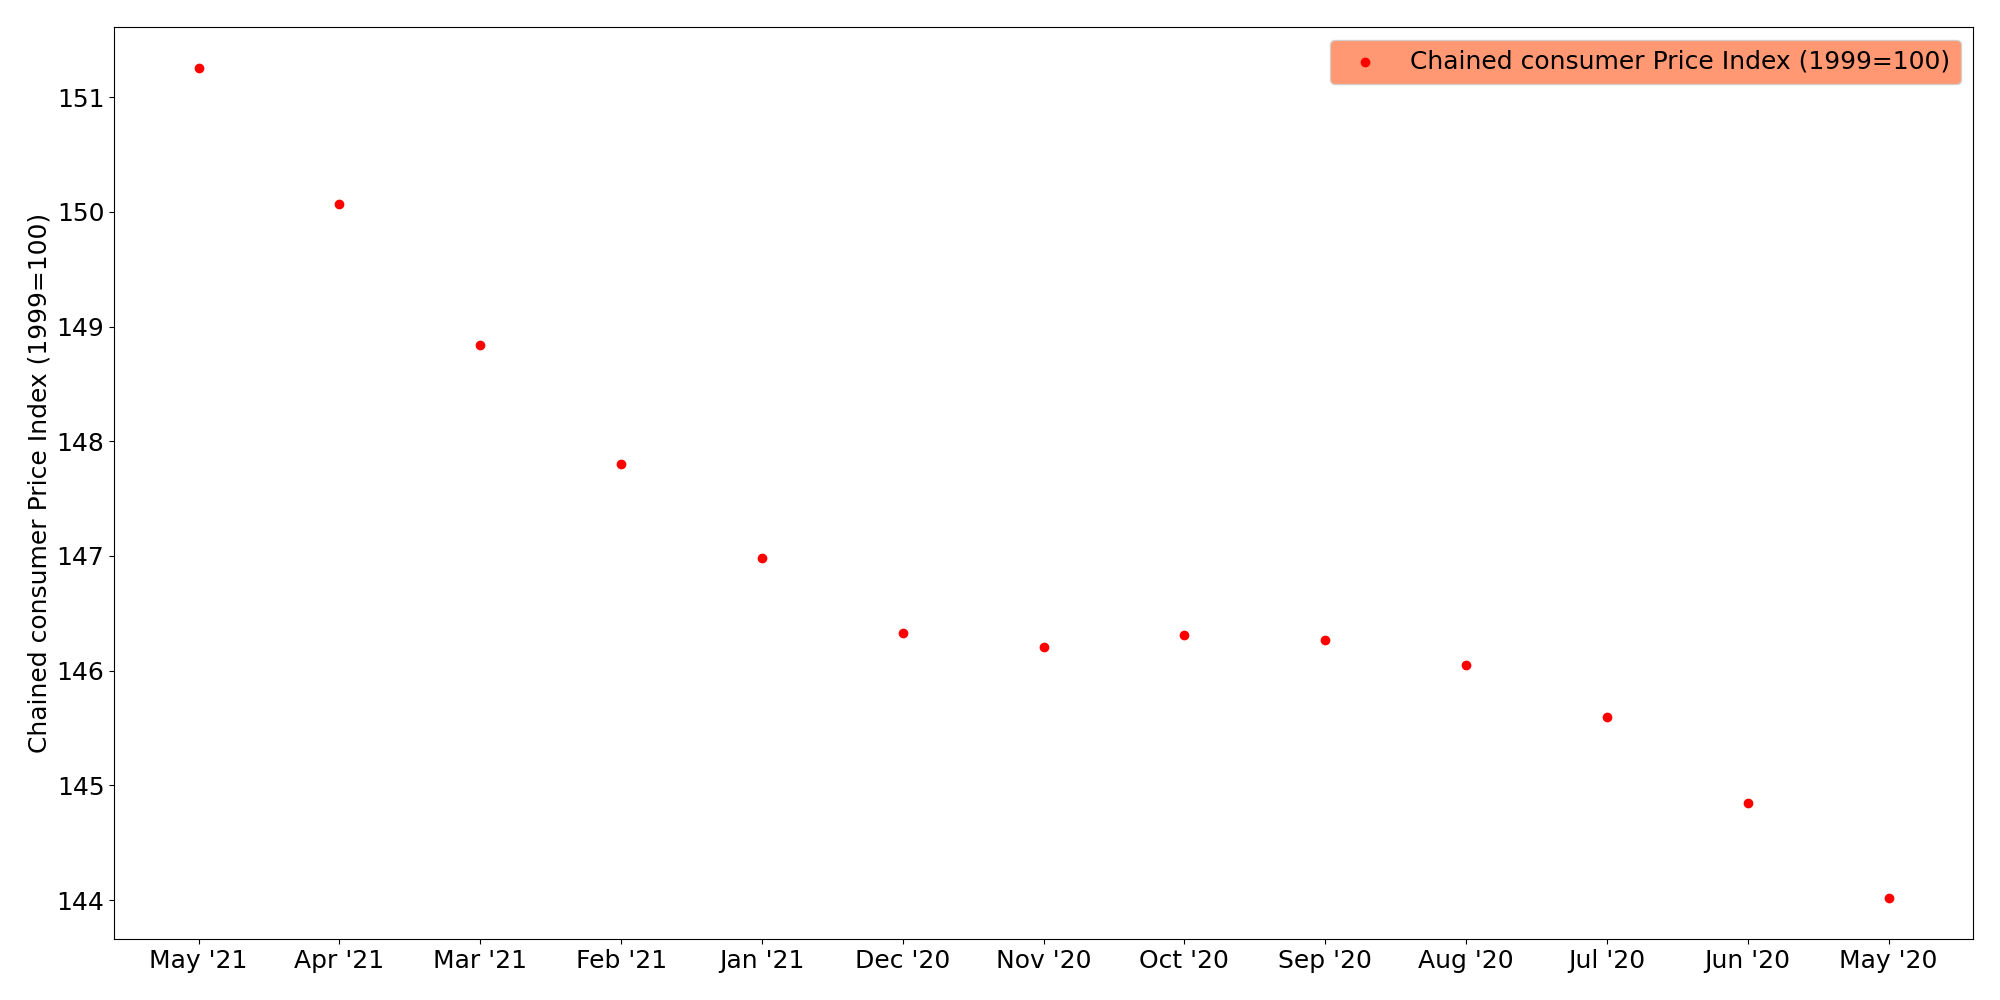 Chained consumer Price Index (1999=100)
151
150
149
148
147
146
145
144
Chained consumer Price Index (1999=100)
May '21 Apr '21 Mar '21 Feb '21 Jan '21 Dec '20 Nov '20 Oct '20 Sep '20 Aug '20 Jul '20 Jun '20 May '20